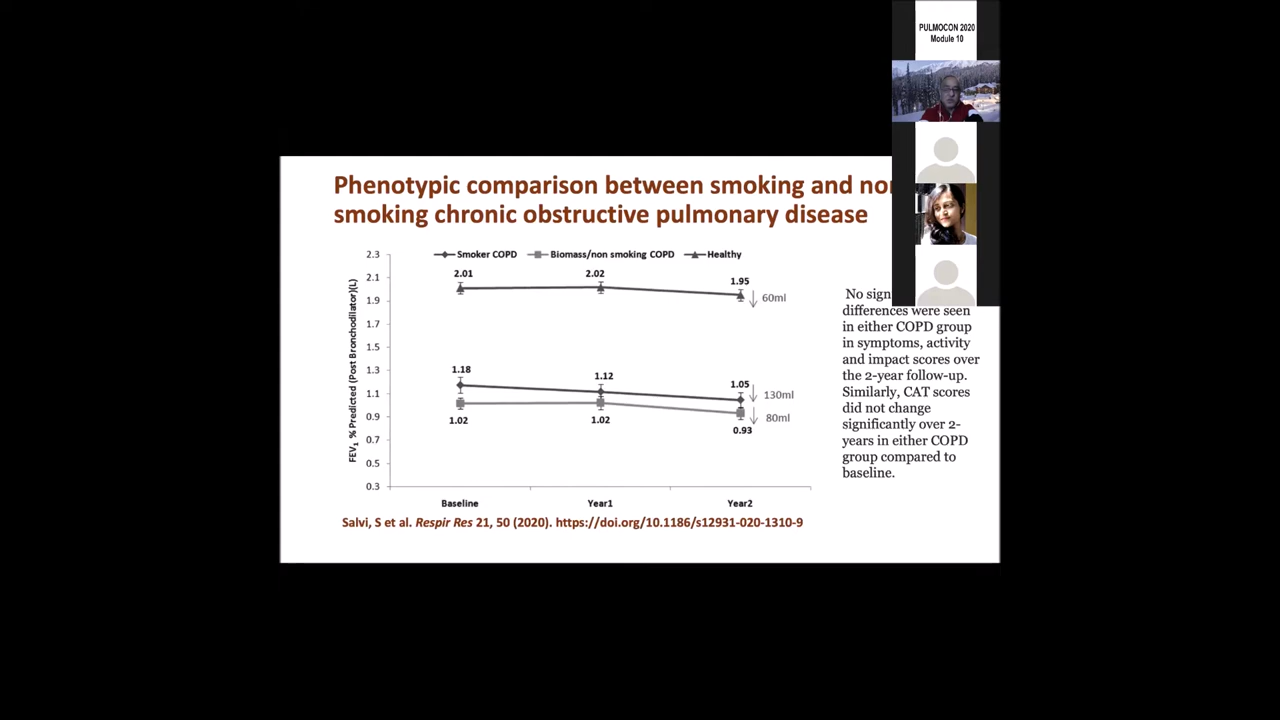 PULMOCON 2020
Module 10
Phenotypic comparison between smoking and
smoking chronic obstructive pulmonary disease
Smoker COPD
Biomass/non smoking COPD
Healthy
FEV1 % Predicted (Post Bronchodilator)(L)
2.3
2.1
1.9
1.7
1.5
1.3
1.1
0.9
0.7
0.5
0.3
2.01
2.02
1.95
60ml
1.18
1.12
1.05
130ml
1.02
1.02
0.93
80ml
Baseline
Year1
Year2
No
differences were seen
in either COPD group
in symptoms, activity
and impact scores over
the 2-year follow-up.
Similarly, CAT scores
did not change
significantly over 2-
years in either COPD
group compared to
baseline.
Salvi, S et al. Respir Res 21, 50 (2020). https://doi.org/10.1186/s12931-020-1310-9